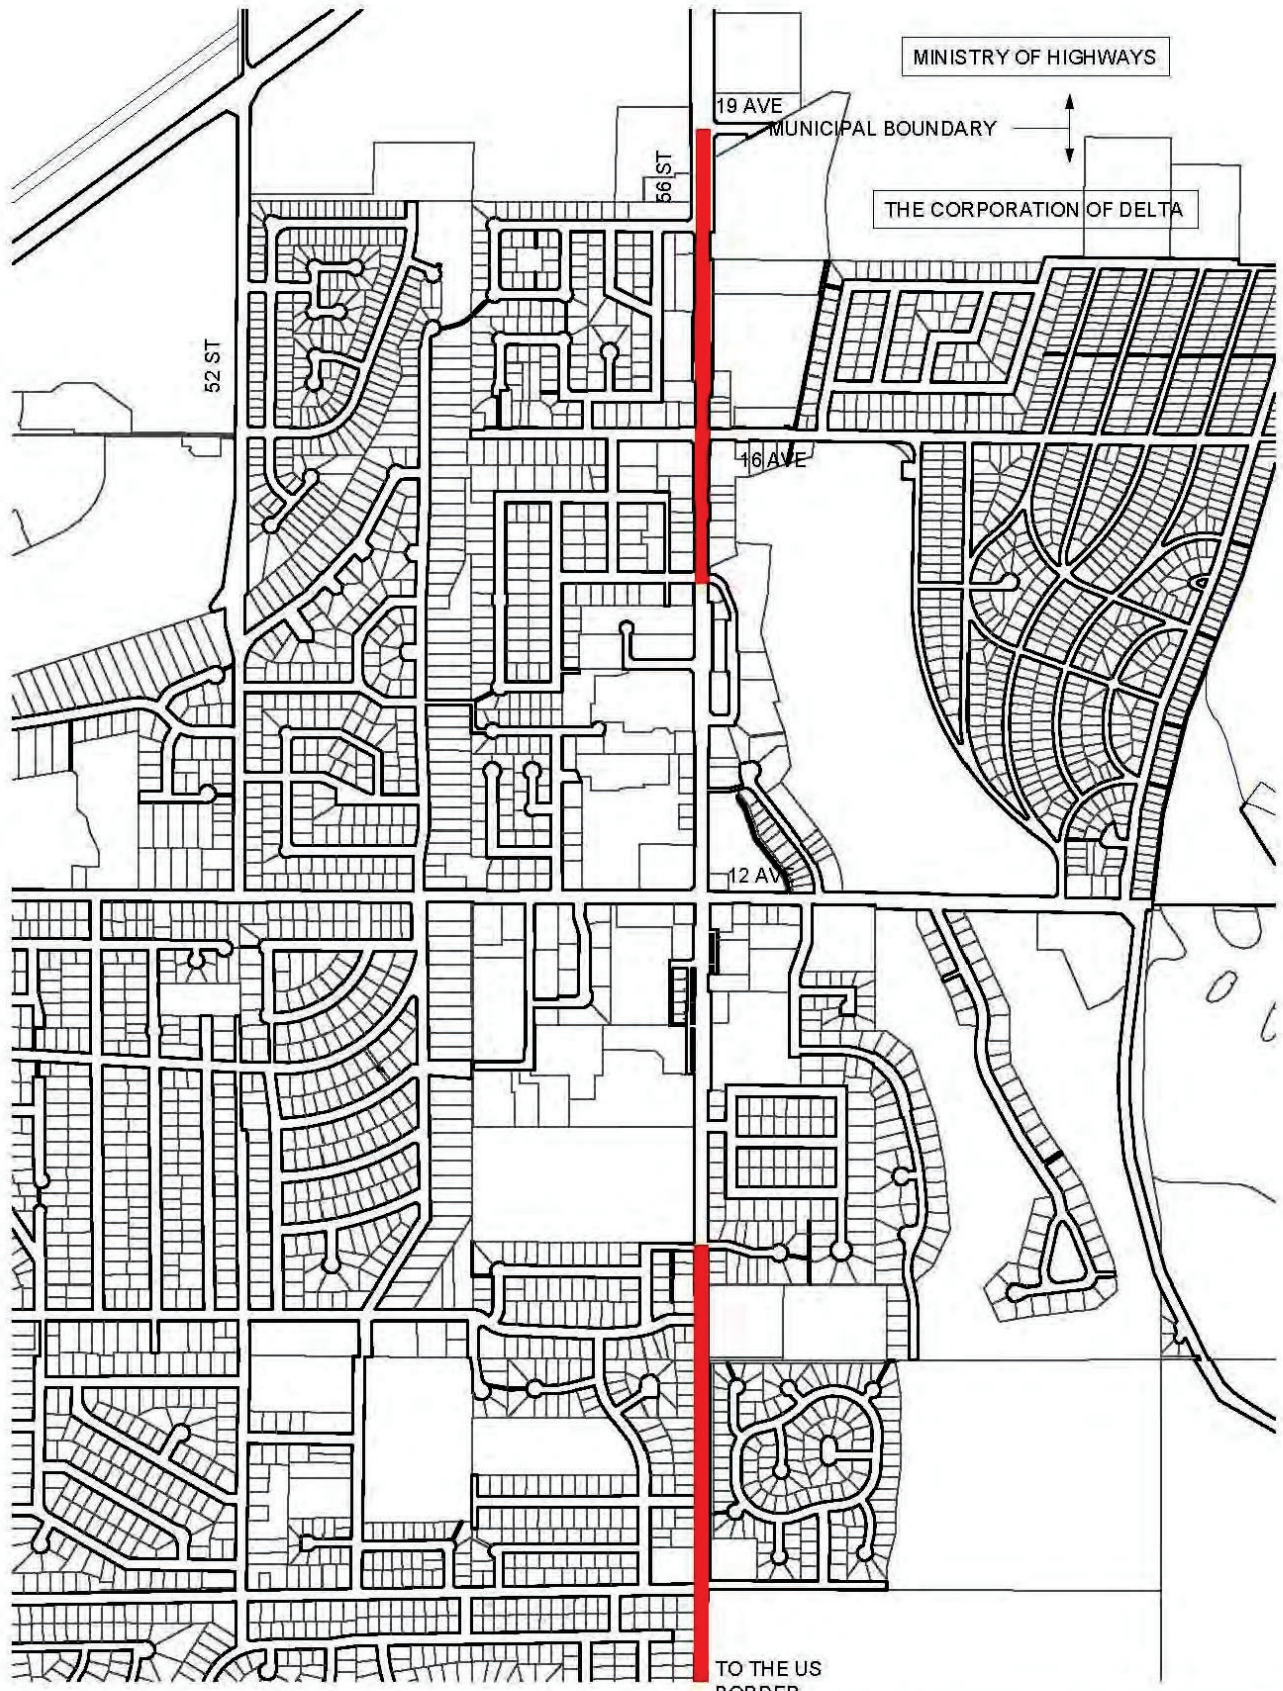 MINISTRY OF HIGHWAYS
19 AVE
MUNICIPAL BOUNDARY
56 ST
THE CORPORATION OF DELTA
52 ST
16 AVE
12 AV
TO THE US
BORDER